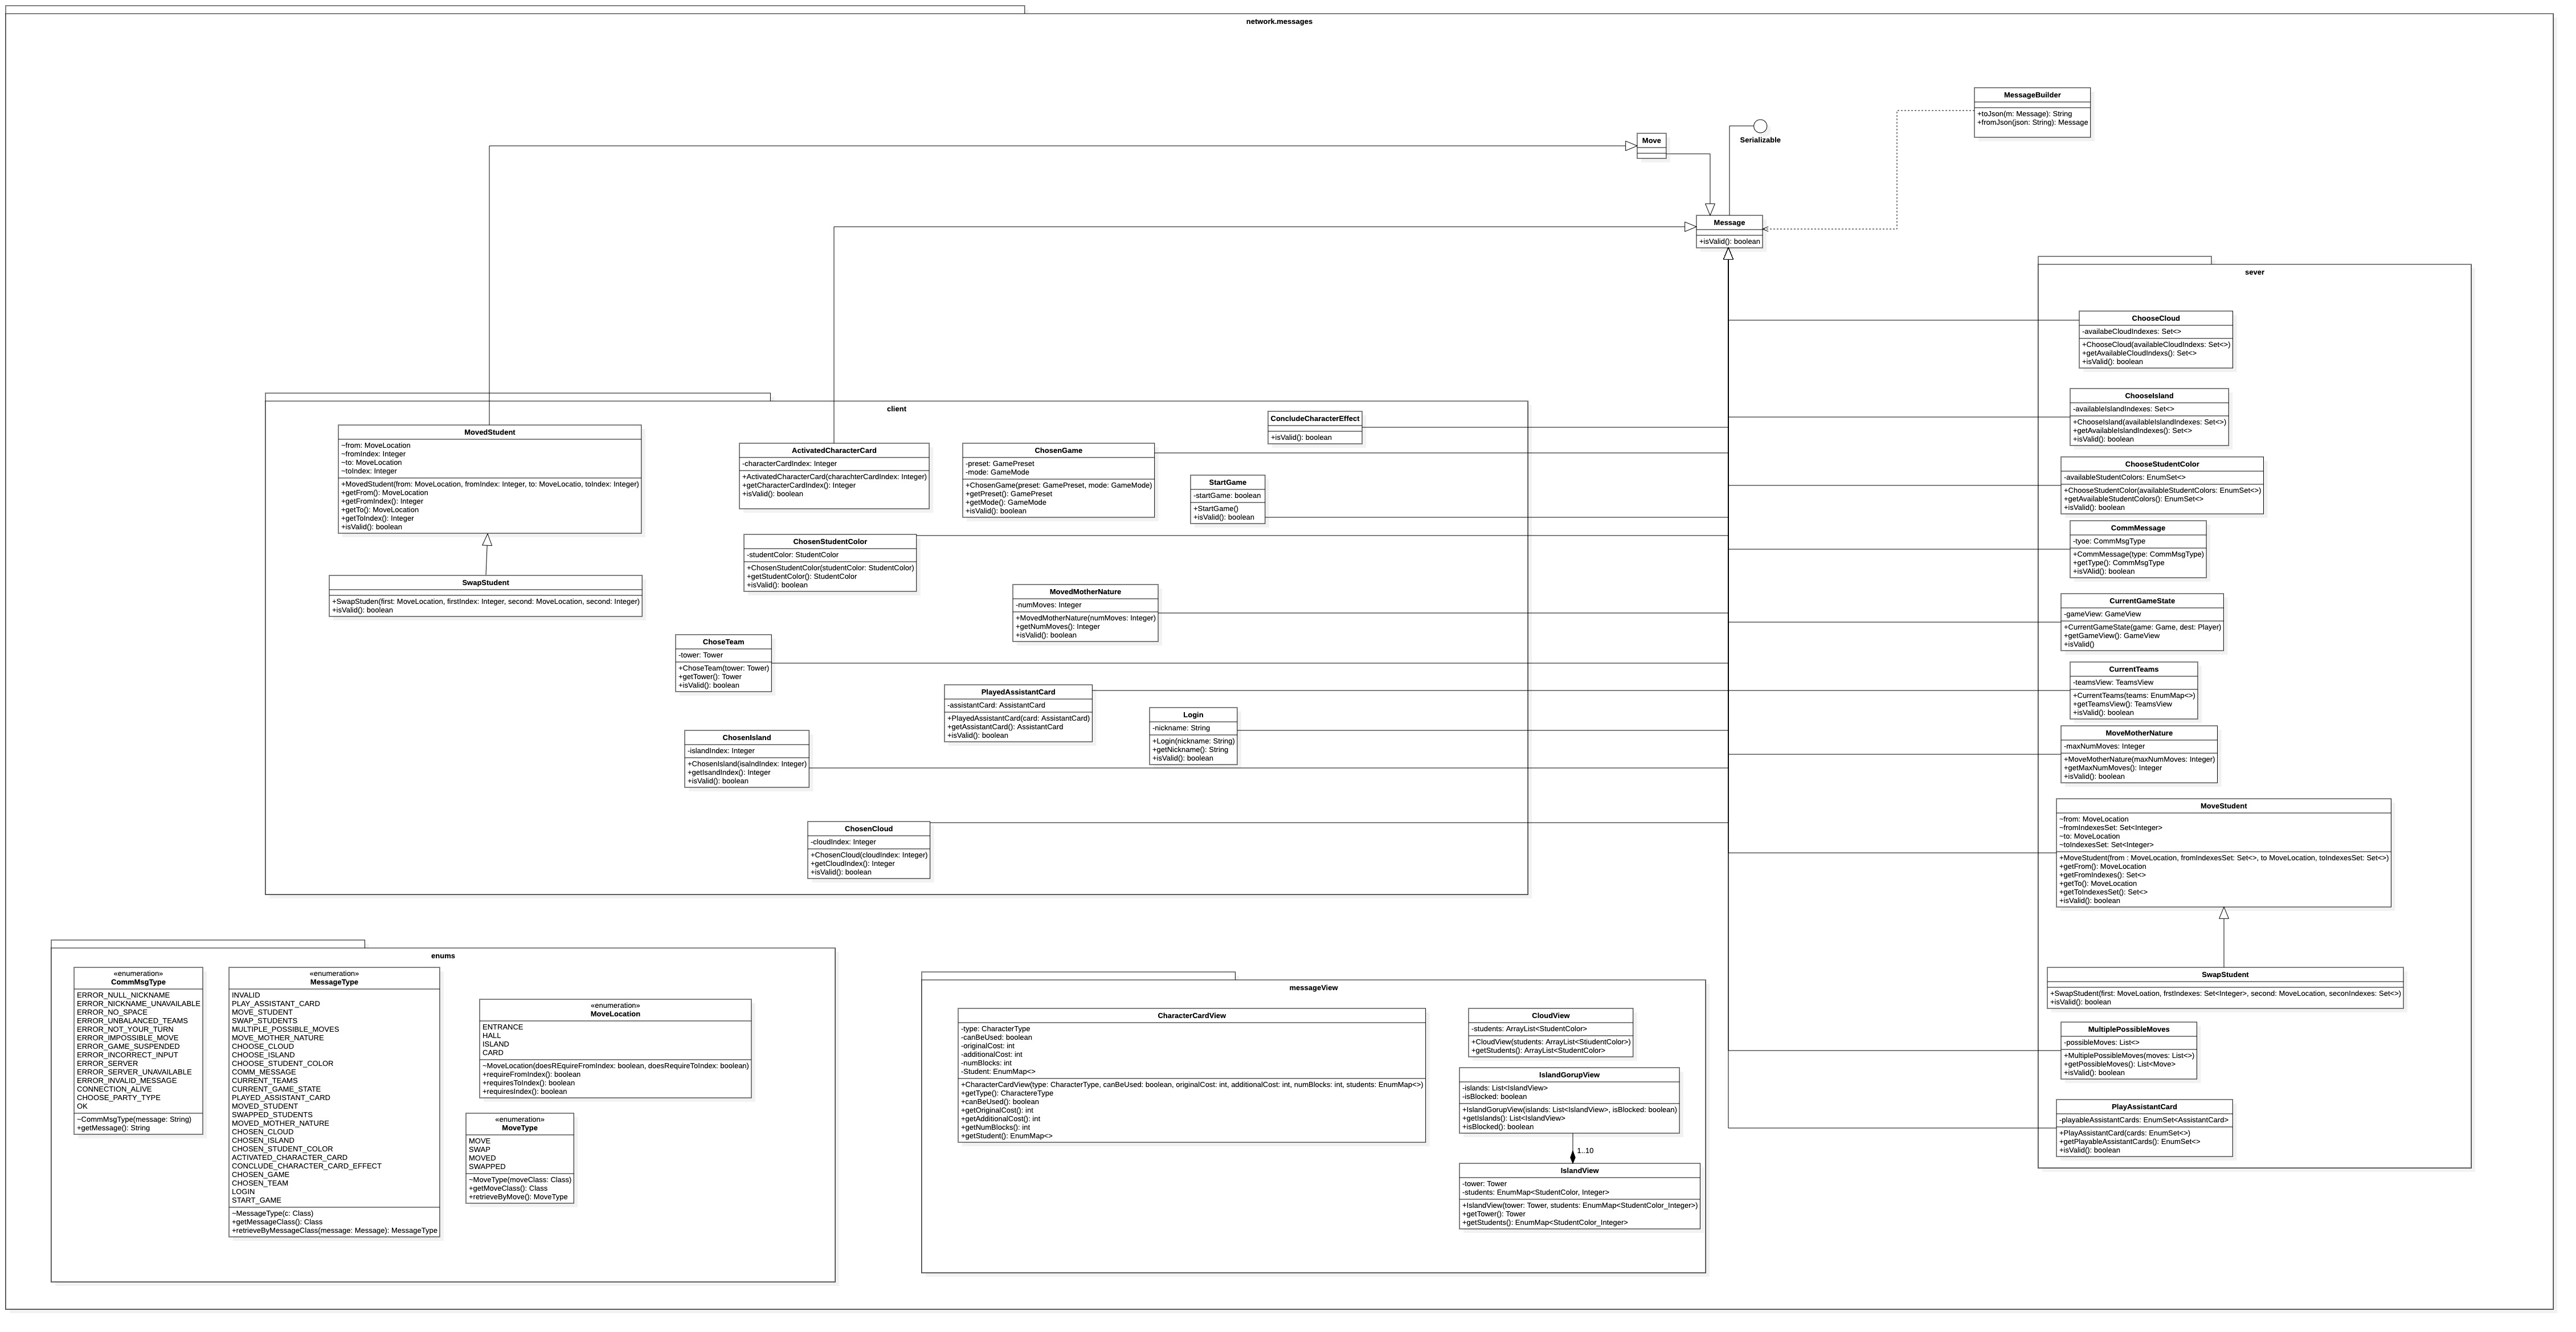 network.messages
MessageBuilder
+toJson(m: Message): String
+fromJson(json: String): Message
Serializable
Move
Message
+isValid(): boolean
client
MovedStudent
~from: MoveLocation
~fromIndex: Integer
~to: MoveLocation
~toIndex: Integer
+MovedStudent(from: MoveLocation, fromIndex: Integer, to: MoveLocatio, toIndex: Integer)
+getFrom(): MoveLocation
+getFromIndex(): Integer
+getTo(): MoveLocation
+getToIndex(): Integer
+isValid(): boolean
SwapStudent
+SwapStuden(first: MoveLocation, firstIndex: Integer, second: MoveLocation, second: Integer)
+isValid(): boolean
ActivatedCharacterCard
-characterCardIndex: Integer
+ActivatedCharacterCard(charachterCardIndex: Integer)
+getCharacterCardIndex(): Integer
+isValid(): boolean
ChosenGame
-preset: GamePreset
-mode: GameMode
+ChosenGame(preset: GamePreset, mode: GameMode)
+getPreset(): GamePreset
+getMode(): GameMode
+isValid(): boolean
ConcludeCharacterEffect
+isValid(): boolean
StartGame
-startGame: boolean
+StartGame()
+isValid(): boolean
ChosenStudentColor
-studentColor: StudentColor
+ChosenStudentColor(studentColor: StudentColor)
+getStudentColor(): StudentColor
+isValid(): boolean
MovedMotherNature
-numMoves: Integer
+MovedMotherNature(numMoves: Integer)
+getNumMoves(): Integer
+isValid(): boolean
ChoseTeam
-tower: Tower
+ChoseTeam(tower: Tower)
+getTower(): Tower
+isValid(): boolean
PlayedAssistantCard
-assistantCard: AssistantCard
+PlayedAssistantCard(card: AssistantCard)
+getAssistantCard(): AssistantCard
+isValid(): boolean
Login
-nickname: String
+Login(nickname: String)
+getNickname(): String
+isValid(): boolean
ChosenIsland
-islandIndex: Integer
+ChosenIsland(isalndIndex: Integer)
+getIsandIndex(): Integer
+isValid(): boolean
ChosenCloud
-cloudIndex: Integer
+ChosenCloud(cloudIndex: Integer)
+getCloudIndex(): Integer
+isValid(): boolean
sever
ChooseCloud
-availabeCloudIndexes: Set<>
+ChooseCloud(availableCloudIndexs: Set<>)
+getAvailableCloudIndexs(): Set<>
+isValid(): boolean
ChooseIsland
-availableIslandIndexes: Set<>
+ChooseIsland(availableIslandIndexes: Set<>)
+getAvailableIslandIndexes(): Set<>
+isValid(): boolean
ChooseStudentColor
-availableStudentColors: EnumSet<>
+ChooseStudentColor(availableStudentColors: EnumSet<>)
+getAvailableStudentColors(): EnumSet<>
+isValid(): boolean
CommMessage
-tyoe: CommMsgType
+CommMessage(type: CommMsgType)
+getType(): CommMsgType
+isVAlid(): boolean
CurrentGameState
-gameView: GameView
+CurrentGameState(game: Game, dest: Player)
+getGameView(): GameView
+isValid()
CurrentTeams
-teamsView: TeamsView
+CurrentTeams(teams: EnumMap<>)
+getTeamsView(): TeamsView
+isValid(): boolean
MoveMotherNature
-maxNumMoves: Integer
+MoveMotherNature(maxNumMoves: Integer)
+getMaxNumMoves(): Integer
+isValid(): boolean
MoveStudent
~from: MoveLocation
~fromIndexesSet: Set<Integer>
~to: MoveLocation
~toIndexesSet: Set<Integer>
+MoveStudent(from : MoveLocation, fromIndexesSet: Set<>, to MoveLocation, toIndexesSet: Set<>)
+getFrom(): MoveLocation
+getFromIndexes(): Set<>
+getTo(): MoveLocation
+getToIndexesSet(): Set<>
+isValid(): boolean
SwapStudent
+SwapStudent(first: MoveLoation, frstIndexes: Set<Integer>, second: MoveLocation, seconIndexes: Set<>)
+isValid(): boolean
MultiplePossibleMoves
-possibleMoves: List<>
+MultiplePossibleMoves(moves: List<>)
+getPossibleMoves(): List<Move>
+isValid(): boolean
PlayAssistantCard
-playableAssistantCards: EnumSet<AssistantCard>
+PlayAssistantCard(cards: EnumSet<>)
+getPlayableAssistantCards(): EnumSet<>
+isValid(): boolean
enums
«enumeration»
CommMsgType
ERROR_NULL_NICKNAME
ERROR_NICKNAME_UNAVAILABLE
ERROR_NO_SPACE
ERROR_UNBALANCED_TEAMS
ERROR_NOT_YOUR_TURN
ERROR_IMPOSSIBLE_MOVE
ERROR_GAME_SUSPENDED
ERROR_INCORRECT_INPUT
ERROR_SERVER
ERROR_SERVER_UNAVAILABLE
ERROR_INVALID_MESSAGE
CONNECTION_ALIVE
CHOOSE_PARTY_TYPE
OK
~CommMsgType(message: String)
+getMessage(): String
«enumeration»
MessageType
INVALID
PLAY_ASSISTANT_CARD
MOVE_STUDENT
SWAP_STUDENTS
MULTIPLE_POSSIBLE_MOVES
MOVE_MOTHER_NATURE
CHOOSE_CLOUD
CHOOSE_ISLAND
CHOOSE_STUDENT_COLOR
COMM_MESSAGE
CURRENT_TEAMS
CURRENT_GAME_STATE
PLAYED_ASSISTANT_CARD
MOVED_STUDENT
SWAPPED_STUDENTS
MOVED_MOTHER_NATURE
CHOSEN_CLOUD
CHOSEN_ISLAND
CHOSEN_STUDENT_COLOR
ACTIVATED_CHARACTER_CARD
CONCLUDE_CHARACTER_CARD_EFFECT
CHOSEN_GAME
CHOSEN_TEAM
LOGIN
START_GAME
~MessageType(c: Class)
+getMessageClass(): Class
+retrieveByMessageClass(message: Message): MessageType
«enumeration»
MoveLocation
ENTRANCE
HALL
ISLAND
CARD
~MoveLocation(doesREquireFromIndex: boolean, doesRequireToIndex: boolean)
+requireFromIndex(): boolean
+requiresToIndex(): boolean
+requiresIndex(): boolean
«enumeration»
MoveType
MOVE
SWAP
MOVED
SWAPPED
~MoveType(moveClass: Class)
+getMoveClass(): Class
+retrieveByMove(): MoveType
messageView
CharacterCardView
-type: CharacterType
-canBeUsed: boolean
-originalCost: int
-additionalCost: int
-numBlocks: int
-Student: EnumMap<>
+CharacterCardView(type: CharacterType, canBeUsed: boolean, originalCost: int, additionalCost: int, numBlocks: int, students: EnumMap<>)
+getType(): CharactereType
+canBeUsed(): boolean
+getOriginalCost(): int
+getAdditionalCost(): int
+getNumBlocks(): int
+getStudent(): EnumMap<>
CloudView
-students: ArrayList<StudentColor>
+CloudView(students: ArrayList<StiudentColor>)
+getStudents(): ArrayList<StudentColor>
IslandGorupView
-islands: List<IslandView>
-isBlocked: boolean
+IslandGorupView(islands: List<IslandView>, isBlocked: boolean)
+getIslands(): List<IslandView>
+isBlocked(): boolean
1..10
IslandView
-tower: Tower
-students: EnumMap<StudentColor, Integer>
+IslandView(tower: Tower, students: EnumMap<StudentColor_Integer>)
+getTower(): Tower
+getStudents(): EnumMap<StudentColor_Integer>